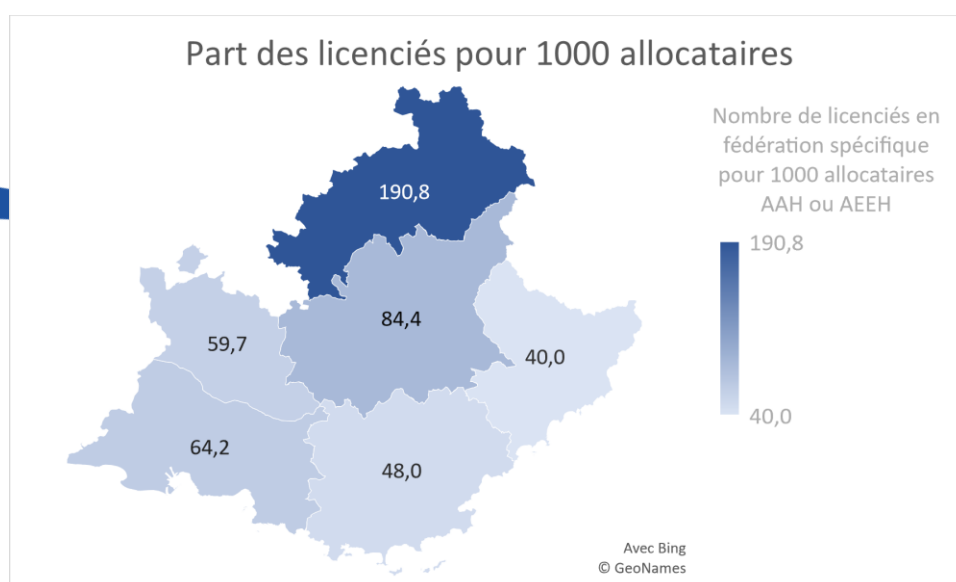 Part des licenciés pour 1000 allocataires
Nombre de licenciés en
fédération spécifique
pour 1000 allocataires
AAH ou AEEH
190,8
190,8
84,4
59,7
40,0
40,0
64,2
48,0
Avec Bing
© GeoNames